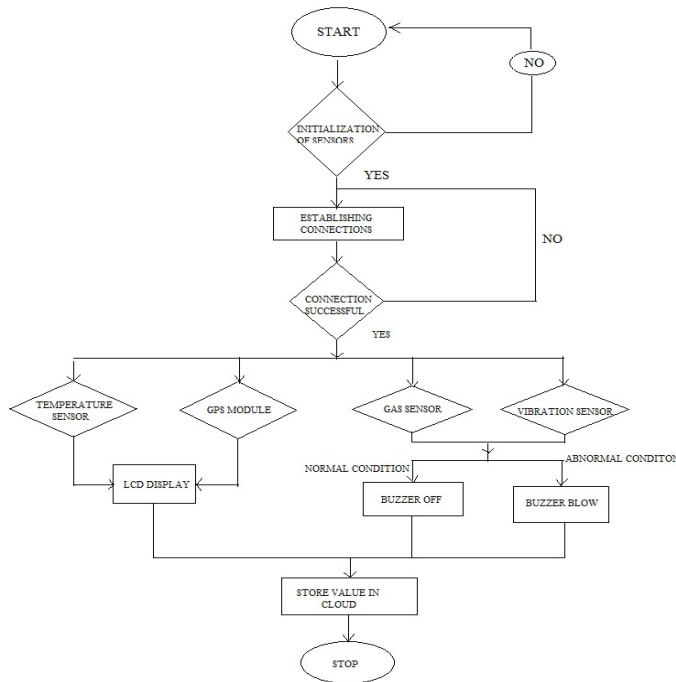 START
NO
INITIALIZATION
OF SENSORS
YES
ESTABLISHING
CONNECTIONS
NO
CONNECTION
SUCCESSFUL
YES
TEMPERATURE
SENSOR
GPS MODULE
GAS SENSOR
VIBRATION SENSOR
NORMAL CONDITION
ABNORMAL CONDITON
LCD DISPLAY
BUZZER OFF
BUZZER BLOW
STORE VALUE IN
CLOUD
STOP